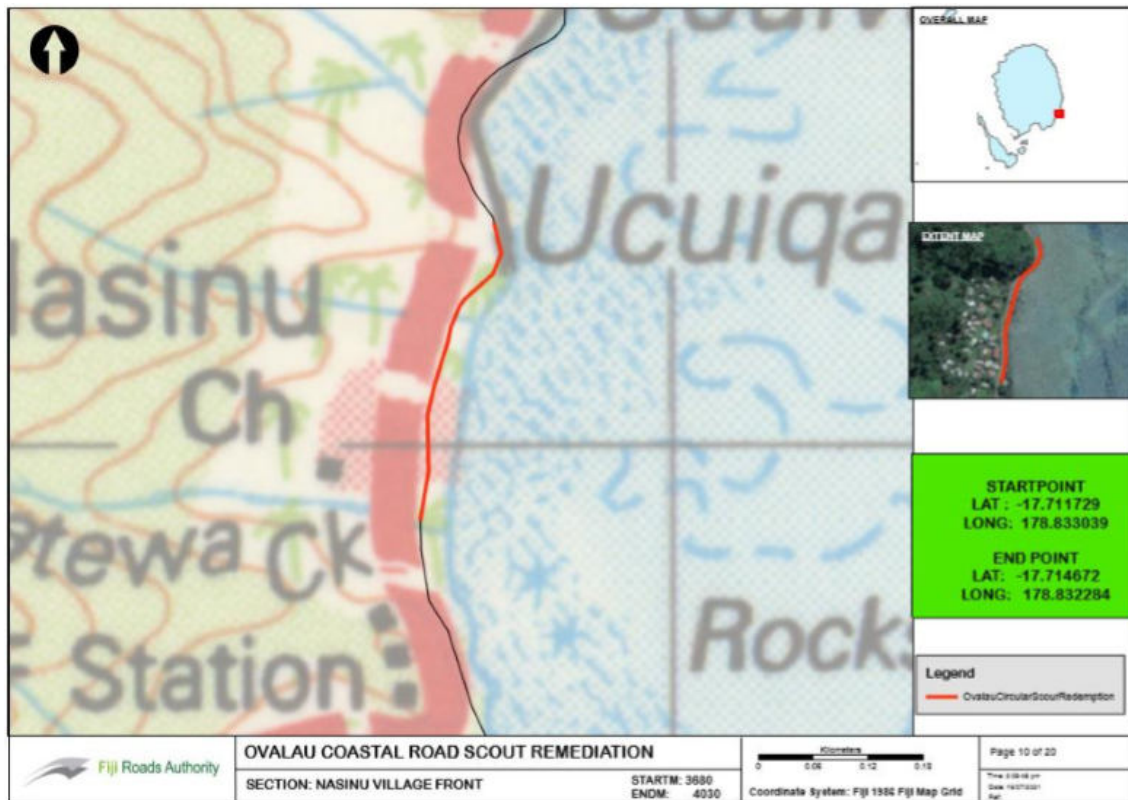 OVERALL MAP
Ucuiqa
EXTENT MAP
lasinu
Ch
STARTPOINT
LAT : -17.711729
LONG: 178.833039
END POINT
LAT: -17.714672
LONG: 178.832284
tewa Ck
Station
Rocks
Legend
OvalauCircularScourRedemption
Fiji Roads Authority
OVALAU COASTAL ROAD SCOUT REMEDIATION
SECTION: NASINU VILLAGE FRONT
STARTM: 3680
ENDM: 4030
Kilometers
0 0.06 0.12 0.18
Coordinate System: Fiji 1986 Fiji Map Grid
Page 10 of 20